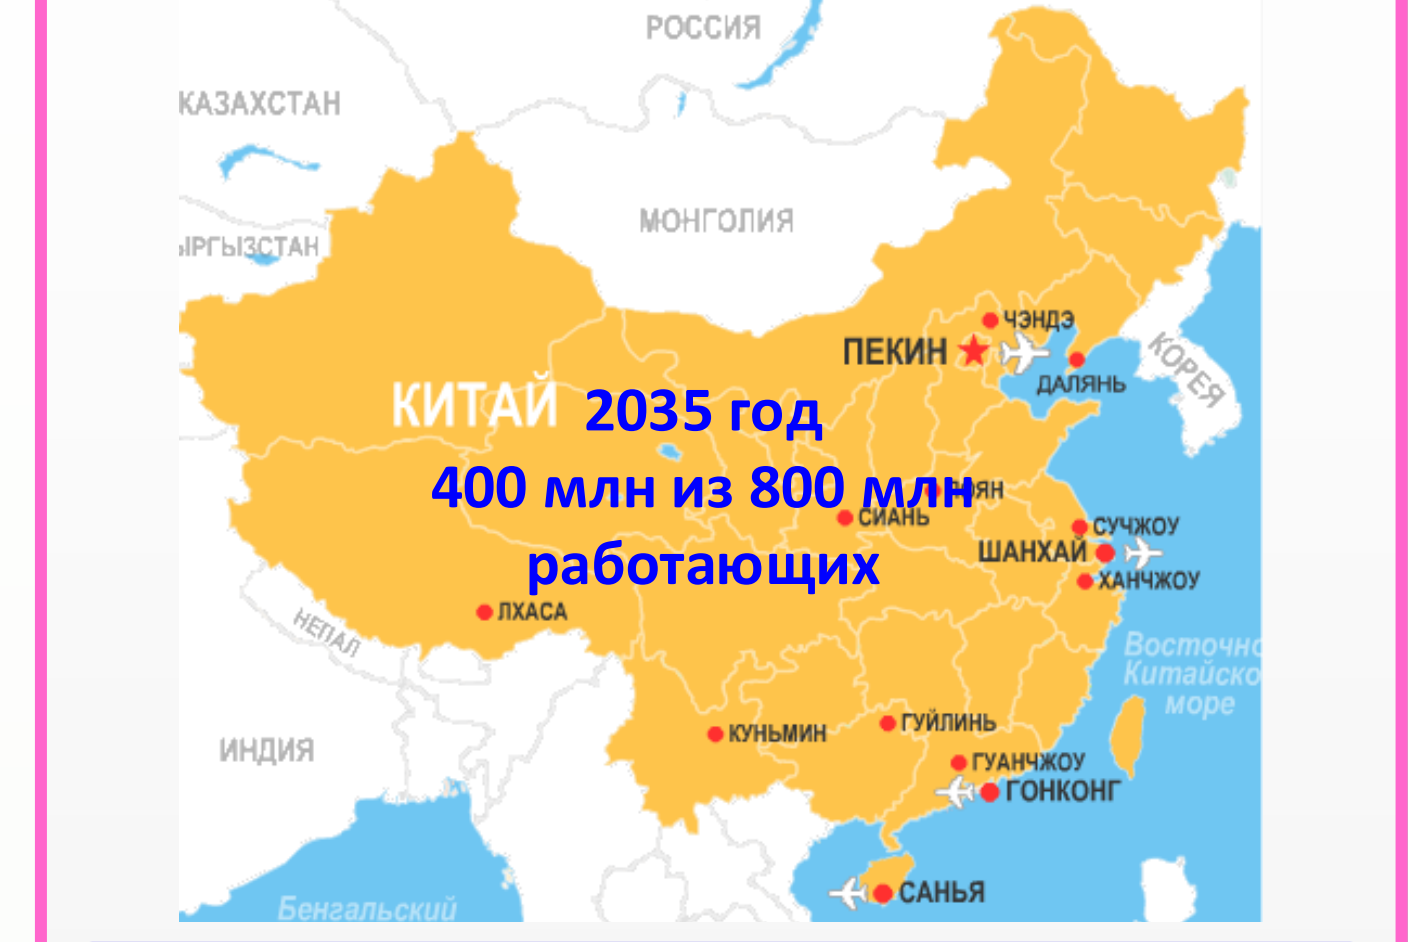 РОССИЯ
КАЗАХСТАН
МОНГОЛИЯ
ЫРГЫЗСТАН
ЧЭНДЭ
ПЕКИН
КОРЕЯ
ДАЛЯНЬ
КИТАЙ
2035 год
400 млн из 800 млн
работающих
СИАНЬ
СУЧЖОУ
ШАНХАЙ
ХАНЧЖОУ
ЛХАСА
НЕПАЛ
Восточно
Китайско
море
КУНЬМИН
ГУЙЛИНЬ
ИНДИЯ
ГУАНЧЖОУ
ГОНКОНГ
САНЬЯ
Бенгальский